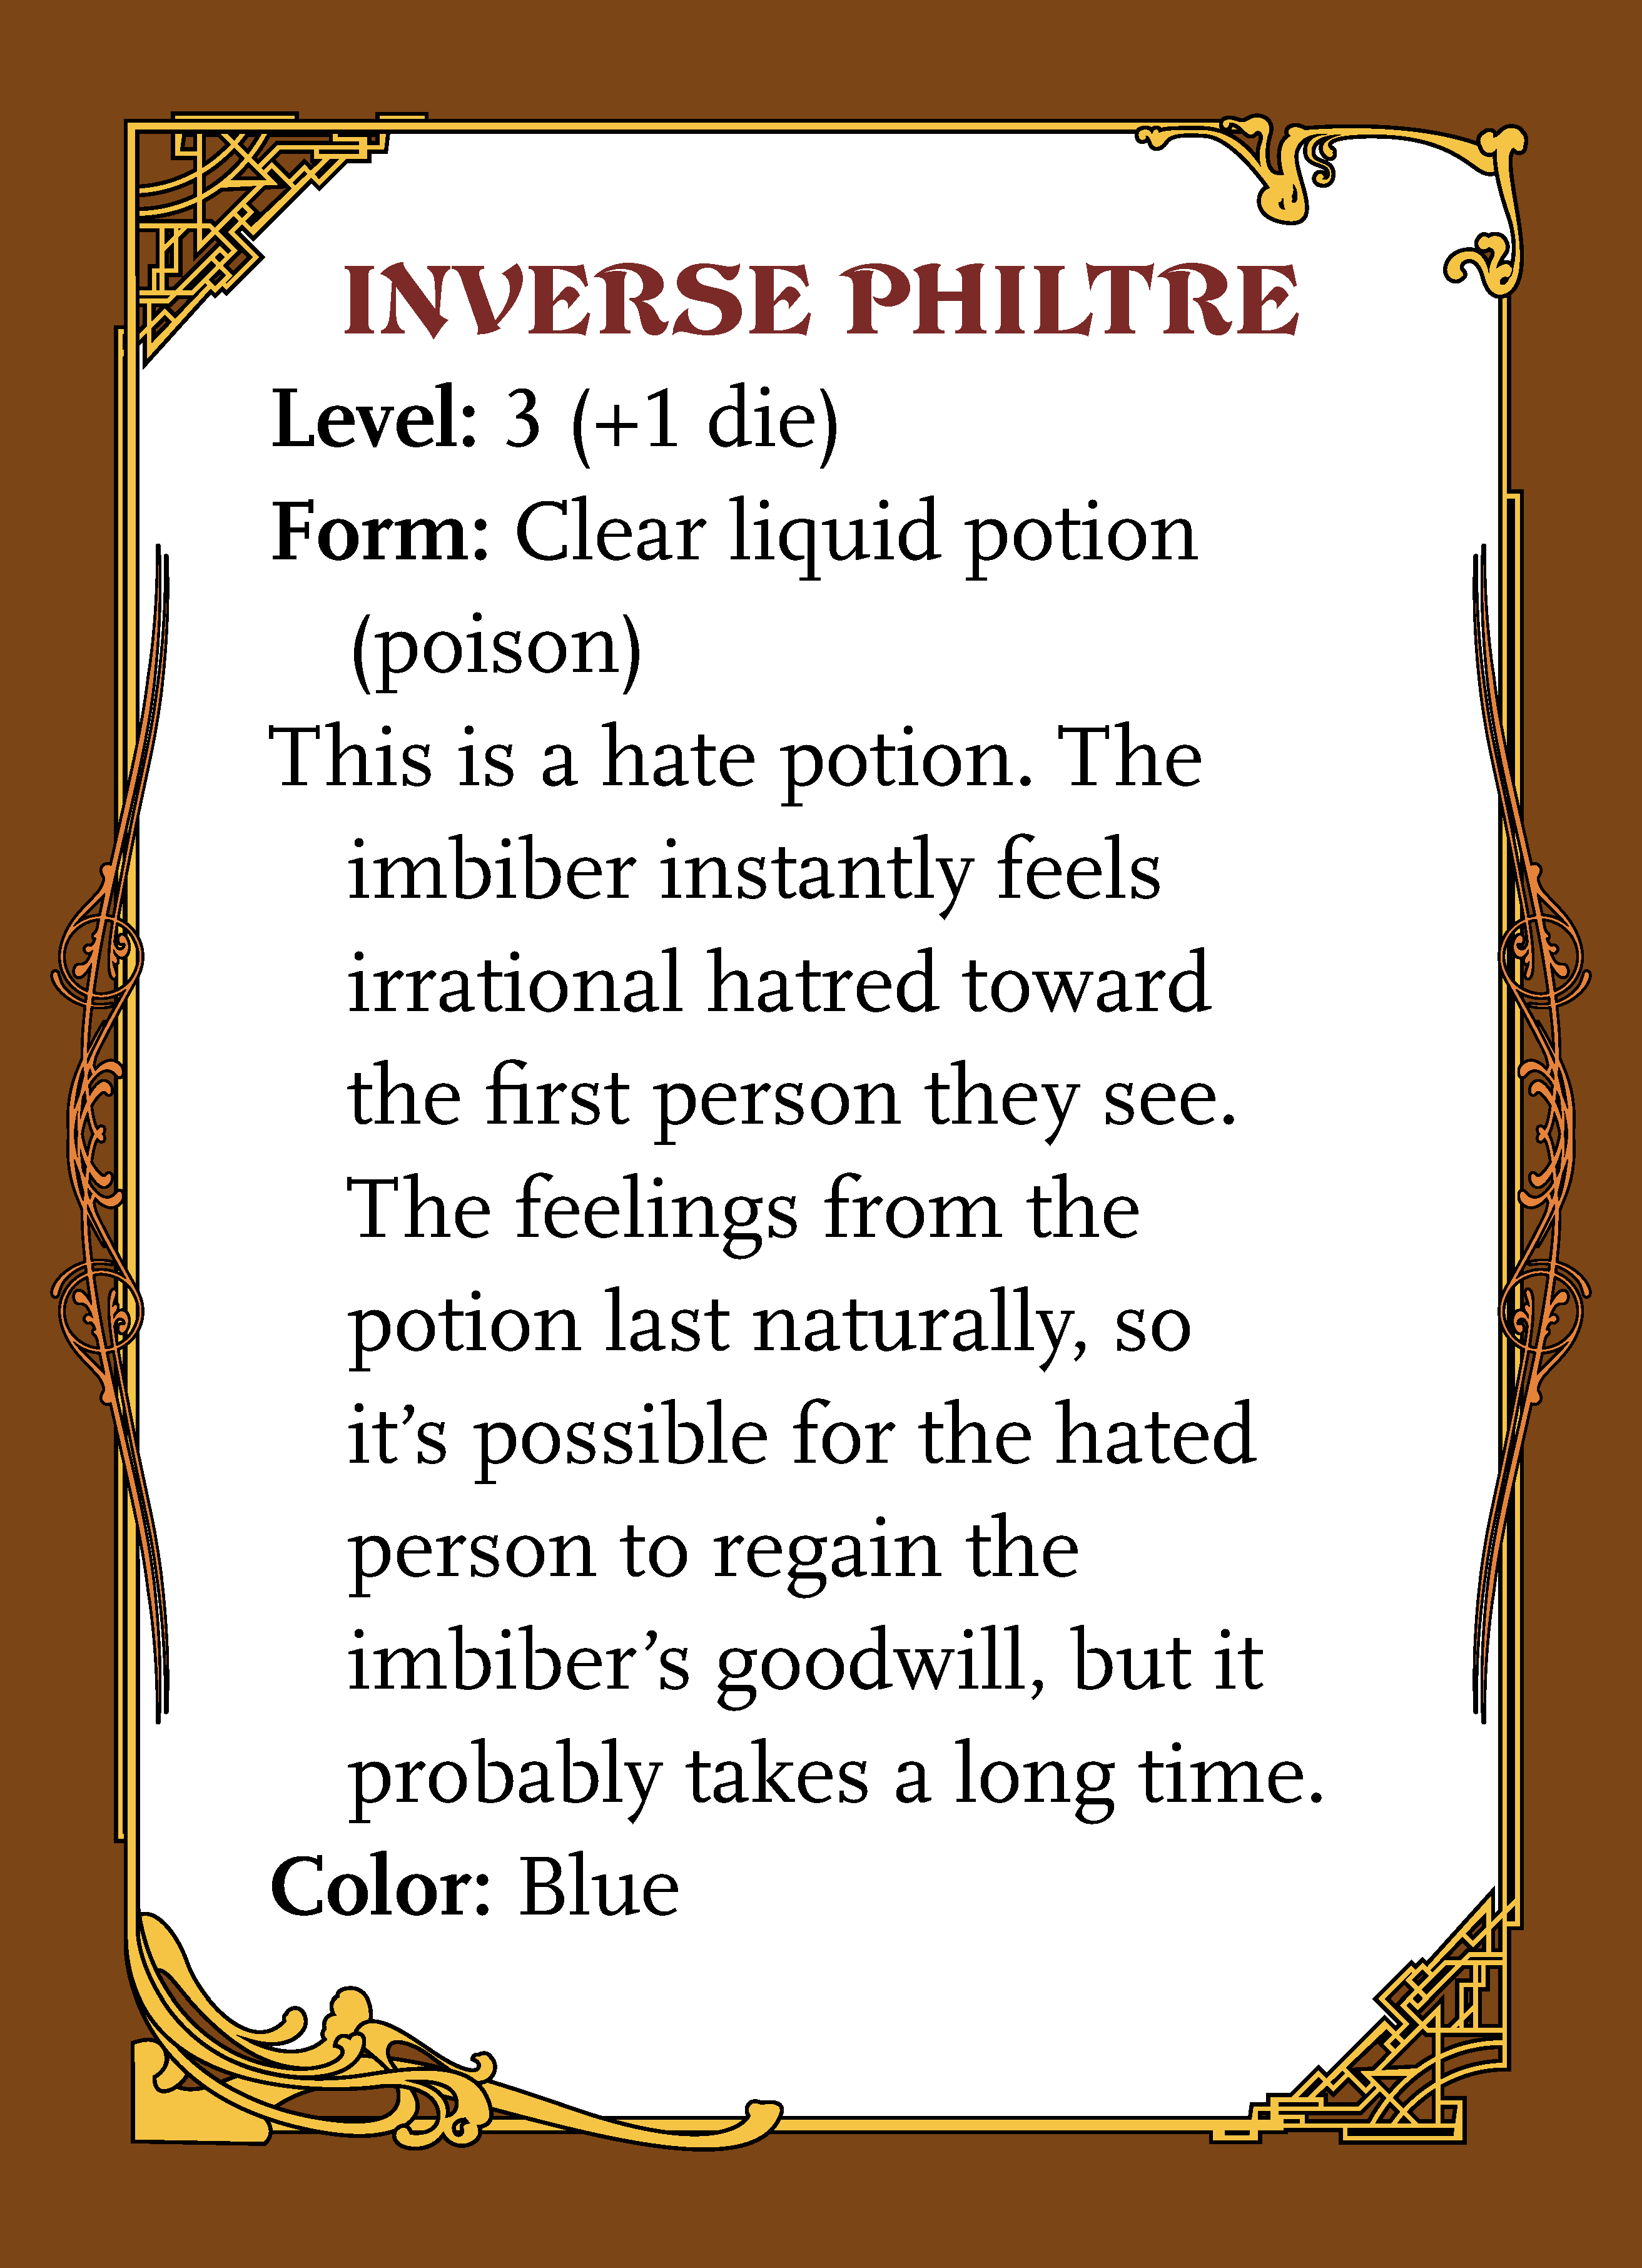 INVERSE PHILTRE
Level: 3 (+1 die)
Form: Clear liquid potion
(poison)
This is a hate potion. The
imbiber instantly feels
irrational hatred toward
the first person they see.
The feelings from the
potion last naturally, so
it’s possible for the hated
person to regain the
imbiber’s goodwill, but it
probably takes a long time.
Color: Blue